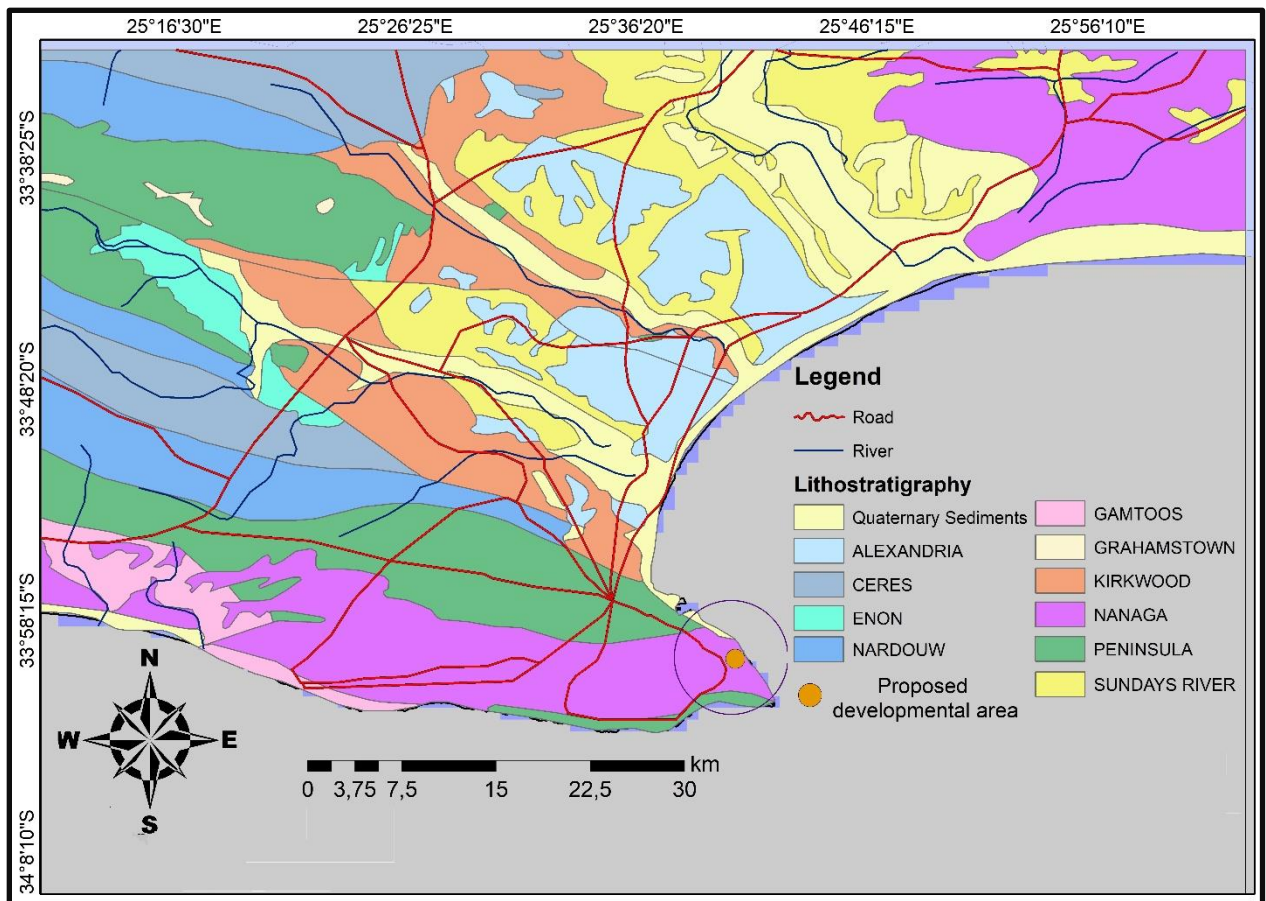 25°16'30"E 25°26'25"E 25°36'20"E 25°46'15"E 25°56'10"E
33°38'25"S
33°48'20"S
33°58'15"S
34°8'10"S
Legend
Road
River
Lithostratigraphy
Quaternary Sediments
ALEXANDRIA
CERES
ENON
NARDOUW
GAMTOOS
GRAHAMSTOWN
KIRKWOOD
NANAGA
PENINSULA
SUNDAYS RIVER
Proposed
developmental area
N
W E
S
km
0 3,75 7,5 15 22,5 30